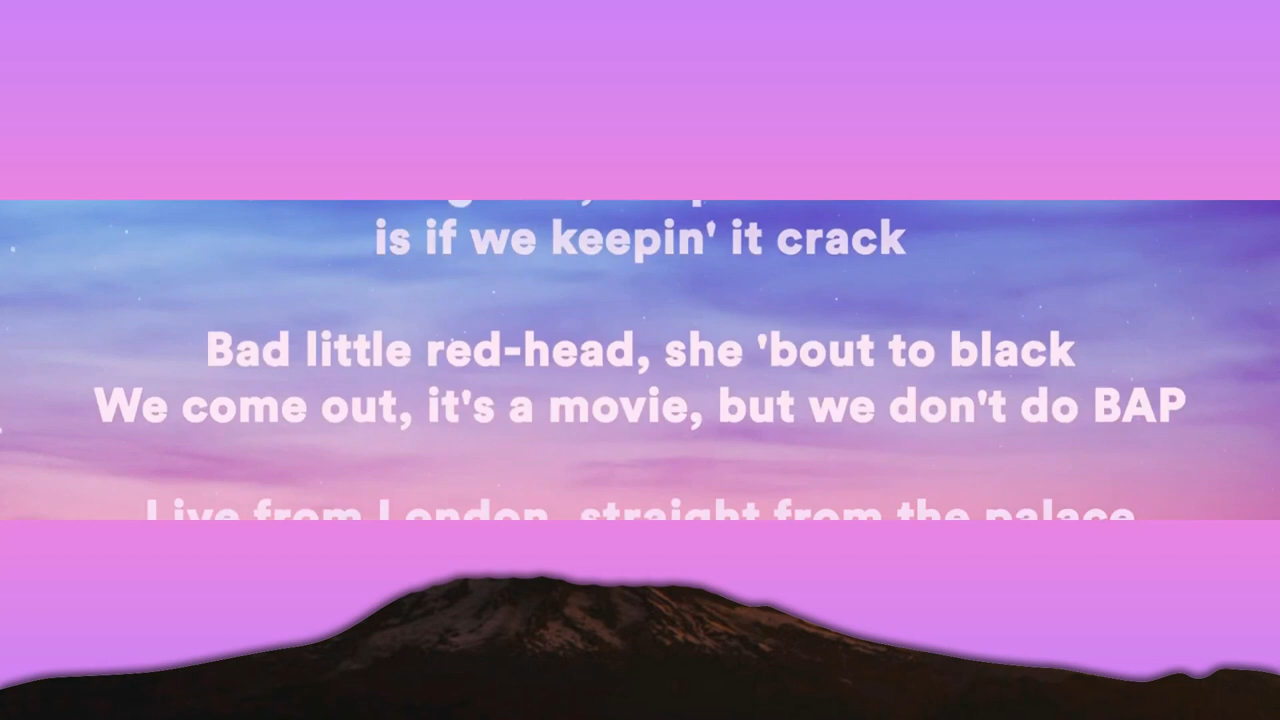 is if we keepin' it crack
Bad little red-head, she 'bout to black
We come out, it's a movie, but we don't do BAP
Live from London, straight from the palace